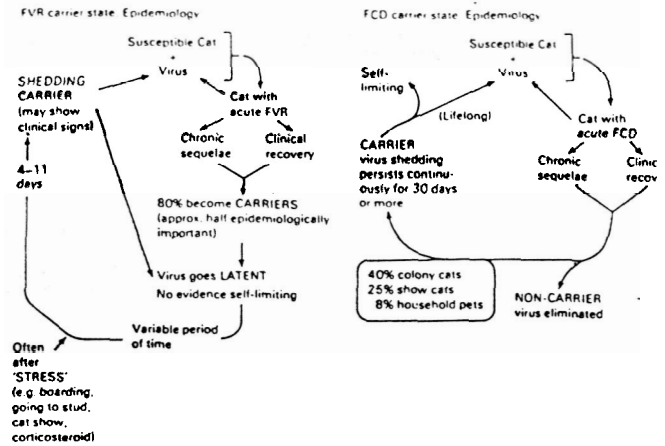 FVR carrier state Epidemiology
Susceptible Cat
+
Virus
SHEDDING
CARRIER
(may show
clinical signs)
Cat with
acute FVR
Chronic
sequelae
Clinical
recovery
4–11
days
80% become CARRIERS
(approx. half epidemiologically
important)
Virus goes LATENT
No evidence self-limiting
Variable period
of time
Often
after
'STRESS'
(e.g. boarding,
going to stud,
cat show,
corticosteroid)
FCD carrier state Epidemiology
Susceptible Cat
+
Virus
Self-
limiting
(Lifelong)
Cat with
acute FCD
CARRIER
virus shedding
persists continu-
ously for 30 days
or more
Chronic
sequelae
Clinic
recov
40% colony cats
25% show cats
8% household pets
NON-CARRIER
virus eliminated